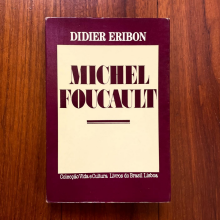 DIDIER ERIBON
MICHEL
FOUCAULT
Colecção Vida e Cultura Livros do Brasil Lisboa